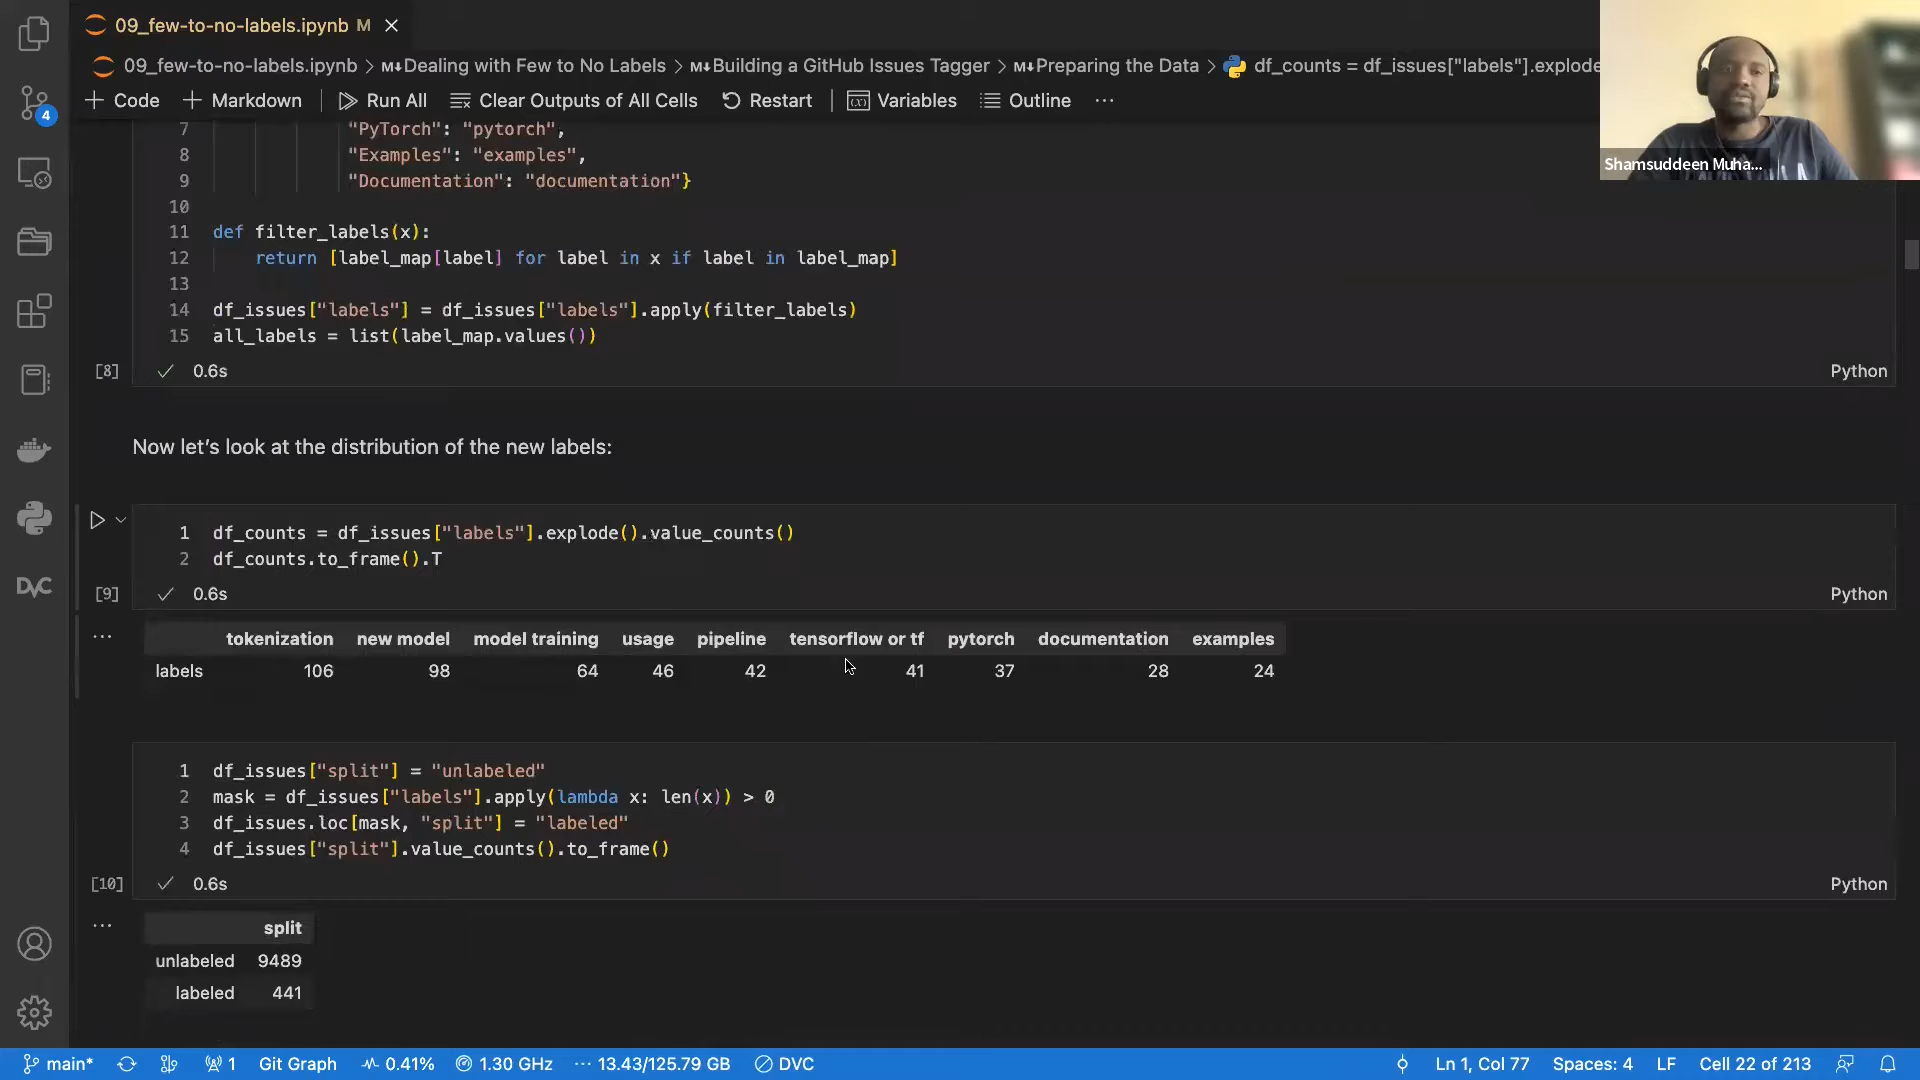 09_few-to-no-labels.ipynb M
09_few-to-no-labels.ipynb > M↓Dealing with Few to No Labels > M↓Building a GitHub Issues Tagger > M↓Preparing the Data > df_counts = df_issues["labels"].explode
+ Code + Markdown | Run All Clear Outputs of All Cells Restart | Variables Outline ...
Shamsuddeen Muha...
4
7 "PyTorch": "pytorch",
8 "Examples": "examples",
9 "Documentation": "documentation"}
10
11 def filter_labels(x):
12 return [label_map[label] for label in x if label in label_map]
13
14 df_issues["labels"] = df_issues["labels"].apply(filter_labels)
15 all_labels = list(label_map.values())
[8] ✓ 0.6s Python
Now let's look at the distribution of the new labels:
1 df_counts = df_issues["labels"].explode().value_counts()
2 df_counts.to_frame().T
[9] ✓ 0.6s Python
DVC
... tokenization new model model training usage pipeline tensorflow or tf pytorch documentation examples
labels 106 98 64 46 42 41 37 28 24
1 df_issues["split"] = "unlabeled"
2 mask = df_issues["labels"].apply(lambda x: len(x)) > 0
3 df_issues.loc[mask, "split"] = "labeled"
4 df_issues["split"].value_counts().to_frame()
[10] ✓ 0.6s Python
... split
unlabeled 9489
labeled 441
main* 1 Git Graph 0.41% 1.30 GHz ... 13.43/125.79 GB DVC Ln 1, Col 77 Spaces: 4 LF Cell 22 of 213